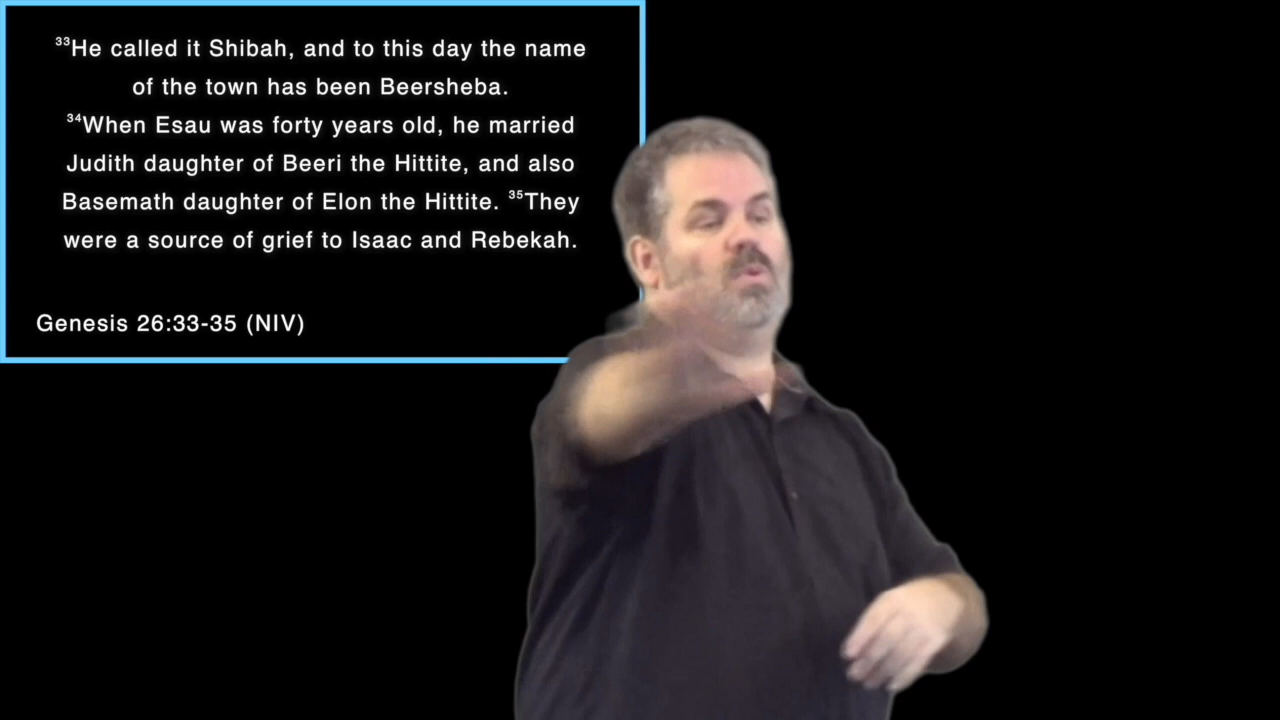 ³³He called it Shibah, and to this day the name
of the town has been Beersheba.
³⁴When Esau was forty years old, he married
Judith daughter of Beeri the Hittite, and also
Basemath daughter of Elon the Hittite. ³⁵They
were a source of grief to Isaac and Rebekah.
Genesis 26:33-35 (NIV)